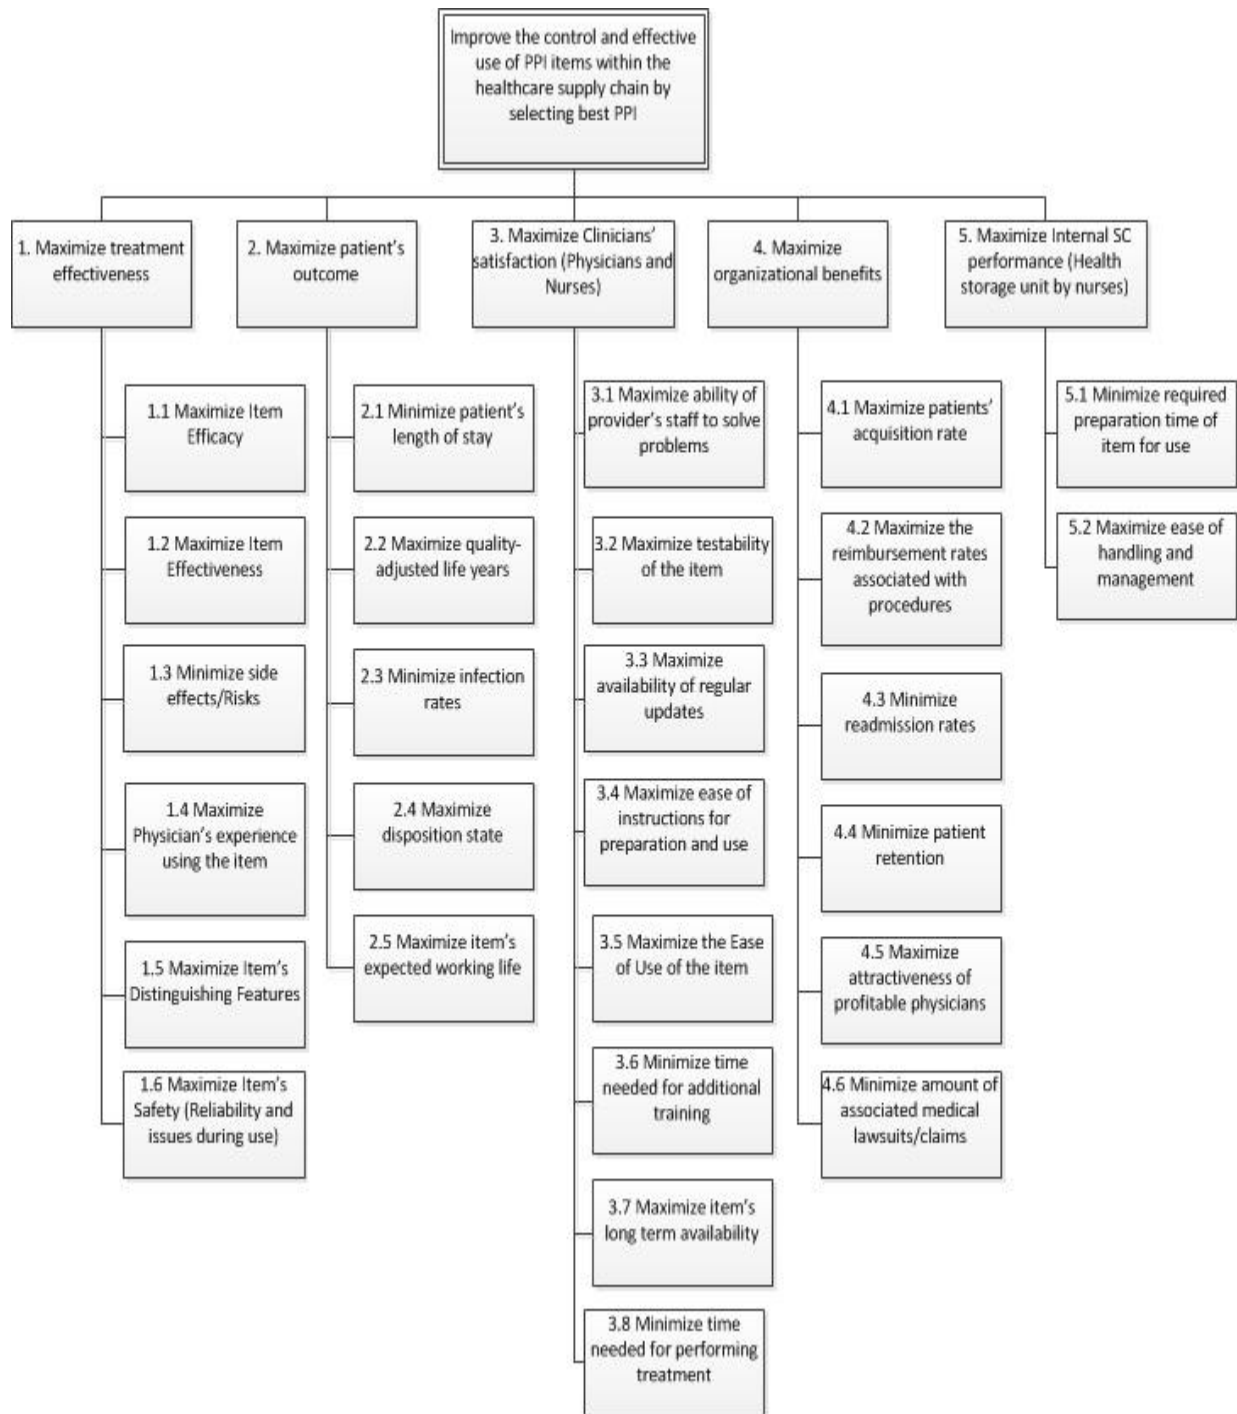 Improve the control and effective
use of PPI items within the
healthcare supply chain by
selecting best PPI
1. Maximize treatment
effectiveness
2. Maximize patient's
outcome
3. Maximize Clinicians'
satisfaction (Physicians and
Nurses)
4. Maximize
organizational benefits
5. Maximize Internal SC
performance (Health
storage unit by nurses)
1.1 Maximize Item
Efficacy
1.2 Maximize Item
Effectiveness
1.3 Minimize side
effects/Risks
1.4 Maximize
Physician's experience
using the item
1.5 Maximize Item's
Distinguishing Features
1.6 Maximize Item's
Safety (Reliability and
issues during use)
2.1 Minimize patient's
length of stay
2.2 Maximize quality-
adjusted life years
2.3 Minimize infection
rates
2.4 Maximize
disposition state
2.5 Maximize item's
expected working life
3.1 Maximize ability of
provider's staff to solve
problems
3.2 Maximize testability
of the item
3.3 Maximize
availability of regular
updates
3.4 Maximize ease of
instructions for
preparation and use
3.5 Maximize the Ease
of Use of the item
3.6 Minimize time
needed for additional
training
3.7 Maximize item's
long term availability
3.8 Minimize time
needed for performing
treatment
4.1 Maximize patients'
acquisition rate
4.2 Maximize the
reimbursement rates
associated with
procedures
4.3 Minimize
readmission rates
4.4 Minimize patient
retention
4.5 Maximize
attractiveness of
profitable physicians
4.6 Minimize amount of
associated medical
lawsuits/claims
5.1 Minimize required
preparation time of
item for use
5.2 Maximize ease of
handling and
management